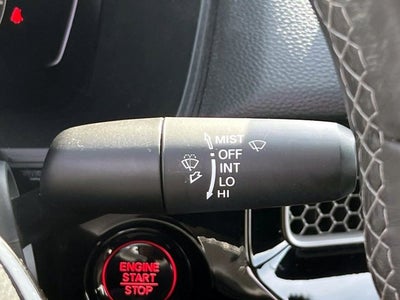 MIST
OFF
INT
LO
HI
ENGINE
START
STOP